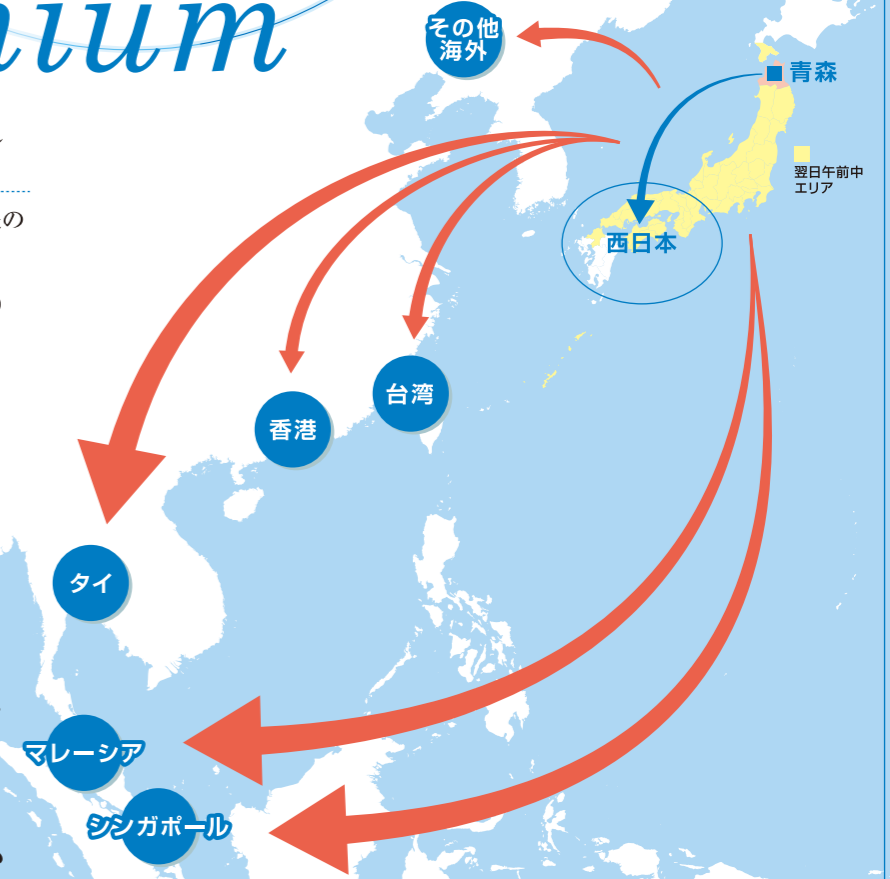 nium
の
その他
海外
青森
翌日午前中
エリア
西日本
台湾
香港
タイ
マレーシア
シンガポール